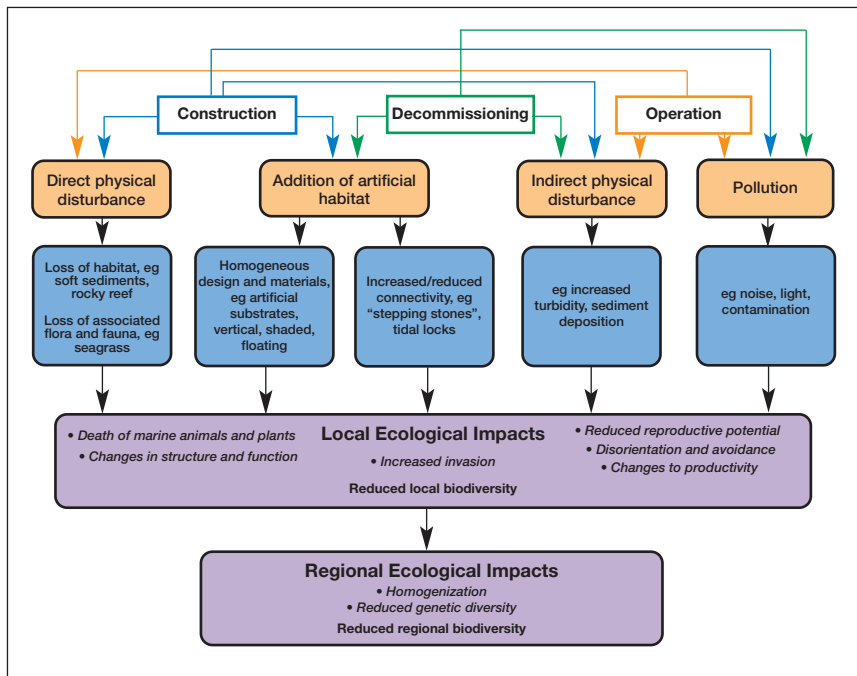 Construction
Decommissioning
Operation
Direct physical
disturbance
Addition of artificial
habitat
Indirect physical
disturbance
Pollution
Loss of habitat, eg
soft sediments,
rocky reef
Loss of associated
flora and fauna, eg
seagrass
Homogeneous
design and materials,
eg artificial
substrates,
vertical, shaded,
floating
Increased/reduced
connectivity, eg
“stepping stones”,
tidal locks
eg increased
turbidity, sediment
deposition
eg noise, light,
contamination
Local Ecological Impacts
• Death of marine animals and plants
• Changes in structure and function
• Increased invasion
• Reduced reproductive potential
• Disorientation and avoidance
• Changes to productivity
Reduced local biodiversity
Regional Ecological Impacts
• Homogenization
• Reduced genetic diversity
Reduced regional biodiversity